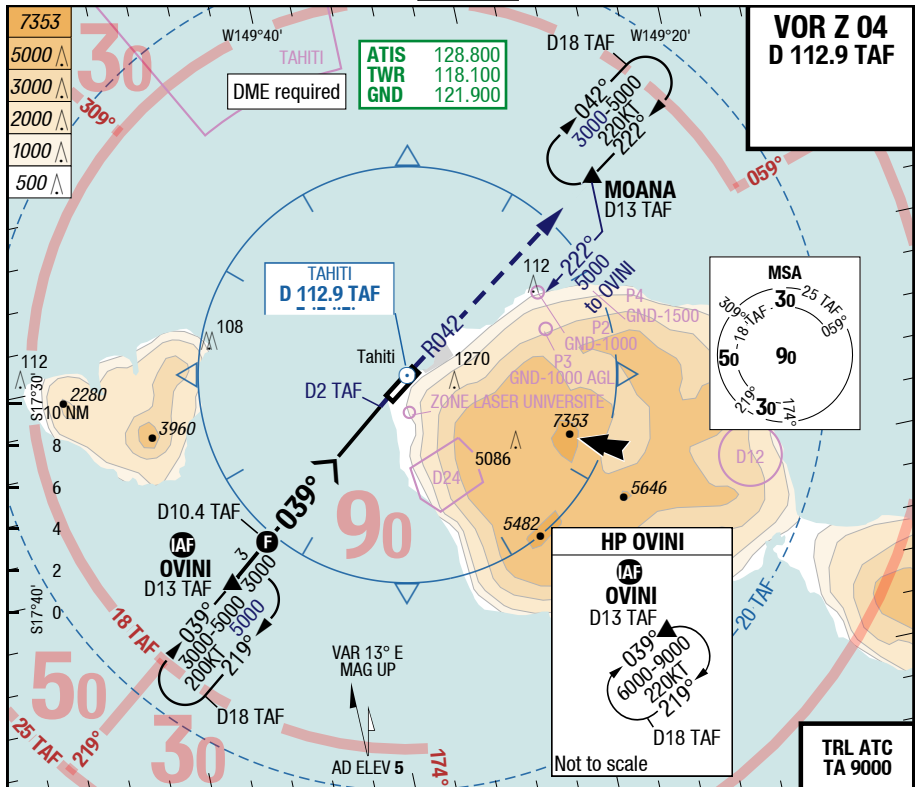 7353
5000
3000
2000
1000
500
30
309°
W149°40'
TAHITI
DME required
ATIS 128.800
TWR 118.100
GND 121.900
D18 TAF
W149°20'
VOR Z 04
D 112.9 TAF
042°
3000-5000
220KT
222°
059°
MOANA
D13 TAF
TAHITI
D 112.9 TAF
R042
112
222°
5000
to OVINI
P4
GND-1500
P2
GND-1000
P3
GND-1000 AGL
MSA
309°
30
25 TAF
059°
18 TAF
50
90
219°
30
174°
108
112
S17°30'
2280
10 NM
3960
Tahiti
1270
D2 TAF
ZONE LASER UNIVERSITE
7353
8
5086
D24
D12
5646
6
039°
90
D10.4 TAF
F
5482
4
IAF
OVINI
D13 TAF
3
3000
2
S17°40'
0
039°
3000-5000
5000
200KT
219°
18 TAF
D18 TAF
50
30
25 TAF
219°
VAR 13° E
MAG UP
AD ELEV 5
174°
HP OVINI
IAF
OVINI
D13 TAF
039°
6000-9000
220KT
219°
D18 TAF
Not to scale
20 TAF
TRL ATC
TA 9000